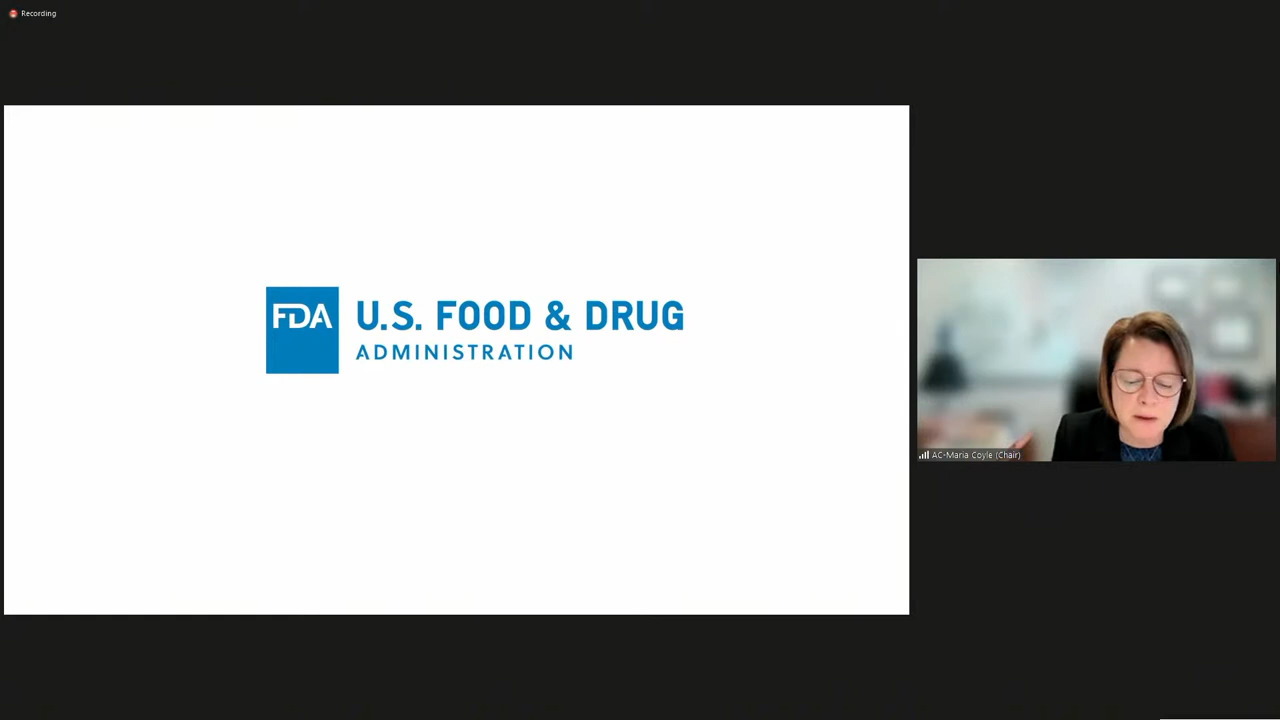 Recording
FDA
U.S. FOOD & DRUG
ADMINISTRATION
AC-Maria Coyle (Chair)